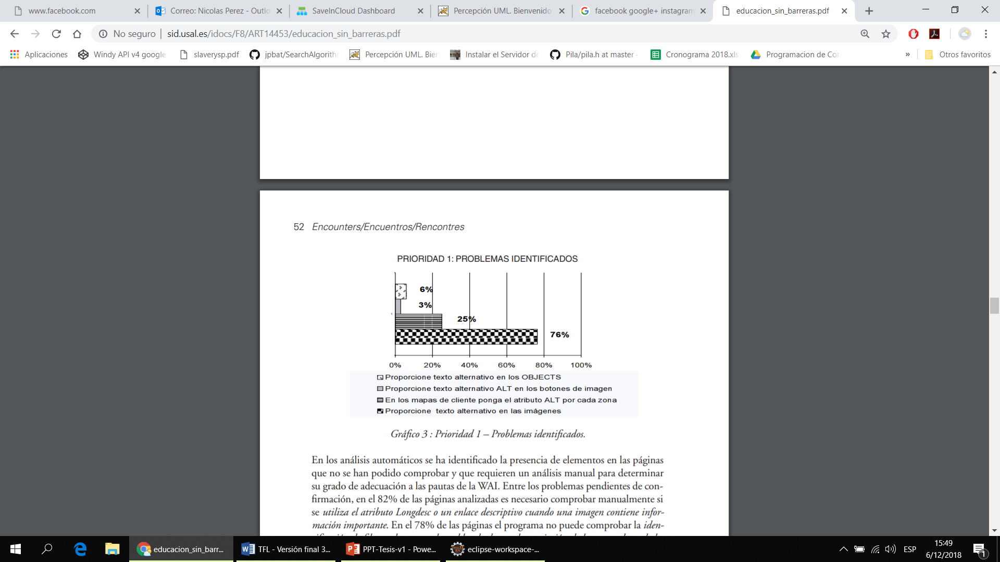 www.facebook.com
Correo: Nicolas Perez - Outlo
SaveInCloud Dashboard
Percepción UML. Bienvenido
facebook google+ instagram
educacion_sin_barreras.pdf
No seguro
sid.usal.es/idocs/F8/ART14453/educacion_sin_barreras.pdf
Aplicaciones
Windy API v4 google
slaverysp.pdf
jpbat/SearchAlgorith
Percepción UML. Bien
Instalar el Servidor de
Pila/pila.h at master -
Cronograma 2018.xls
Programacion de Co
»
Otros favoritos
52 Encounters/Encuentros/Rencontres
PRIORIDAD 1: PROBLEMAS IDENTIFICADOS
6%
3%
25%
76%
0% 20% 40% 60% 80% 100%
Proporcione texto alternativo en los OBJECTS
Proporcione texto alternativo ALT en los botones de imagen
En los mapas de cliente ponga el atributo ALT por cada zona
Proporcione texto alternativo en las imágenes
Gráfico 3 : Prioridad 1 – Problemas identificados.
En los análisis automáticos se ha identificado la presencia de elementos en las páginas
que no se han podido comprobar y que requieren un análisis manual para determinar
su grado de adecuación a las pautas de la WAI. Entre los problemas pendientes de con-
firmación, en el 82% de las páginas analizadas es necesario comprobar manualmente si
se utiliza el atributo Longdesc o un enlace descriptivo cuando una imagen contiene infor-
mación importante. En el 78% de las páginas el programa no puede comprobar la iden-
educacion_sin_barr...
TFL - Versión final 3...
PPT-Tesis-v1 - Powe...
eclipse-workspace-...
ESP
15:49
6/12/2018
1